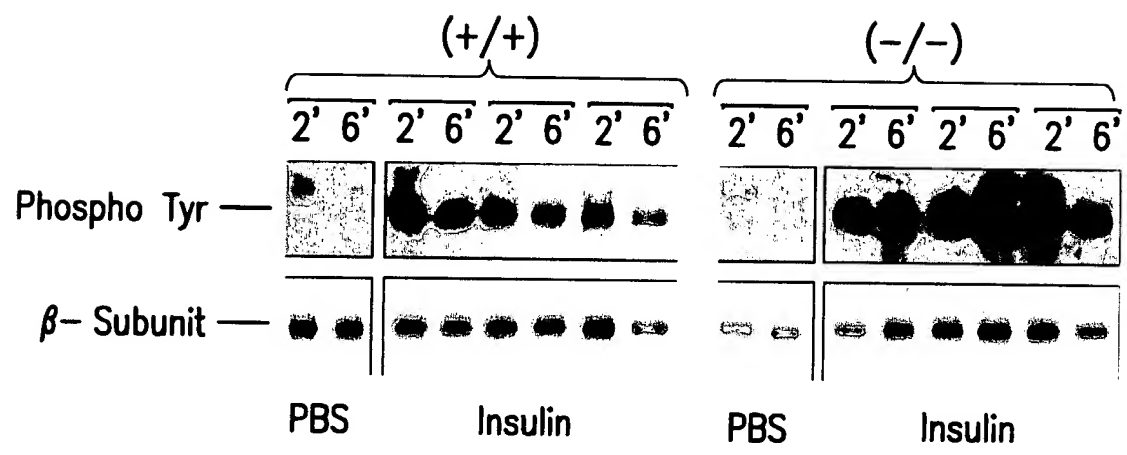 (+/+) (-/-)
2' 6' 2' 6' 2' 6' 2' 6' 2' 6' 2' 6' 2' 6' 2' 6'
Phospho Tyr
β- Subunit
PBS Insulin PBS Insulin